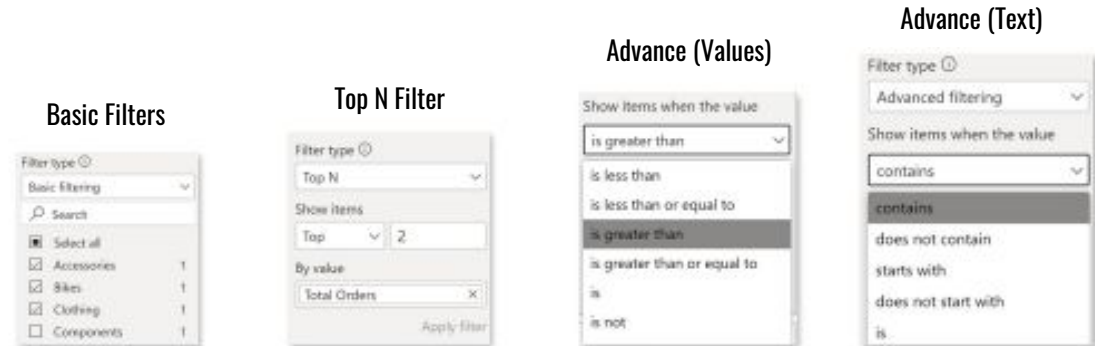 Basic Filters
Filter type
Basic filtering
Search
Select all
Accessories 1
Bikes 1
Clothing 1
Components 1
Top N Filter
Filter type
Top N
Show items
Top 2
By value
Total Orders
Apply filter
Advance (Values)
Show items when the value
is greater than
is less than
is less than or equal to
is greater than
is greater than or equal to
is
is not
Advance (Text)
Filter type
Advanced filtering
Show items when the value
contains
contains
does not contain
starts with
does not start with
is